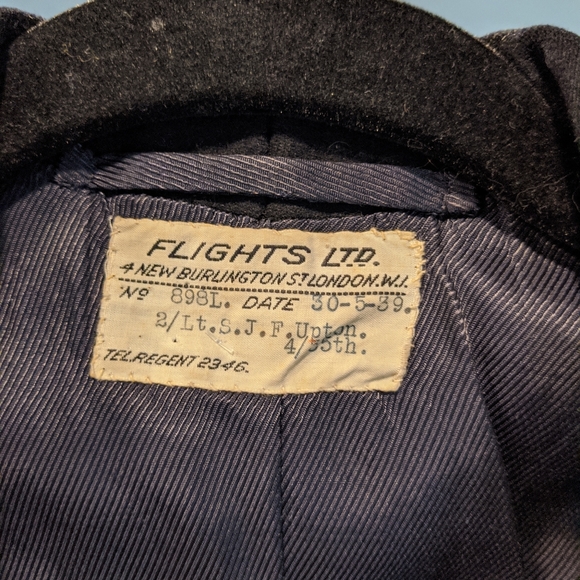 FLIGHTS LTD.
4 NEW BURLINGTON ST. LONDON. W.I.
Nº 898L. DATE 30-5-39.
2/Lt.S.J.F.Upton.
4/55th.
TEL. REGENT 2346.